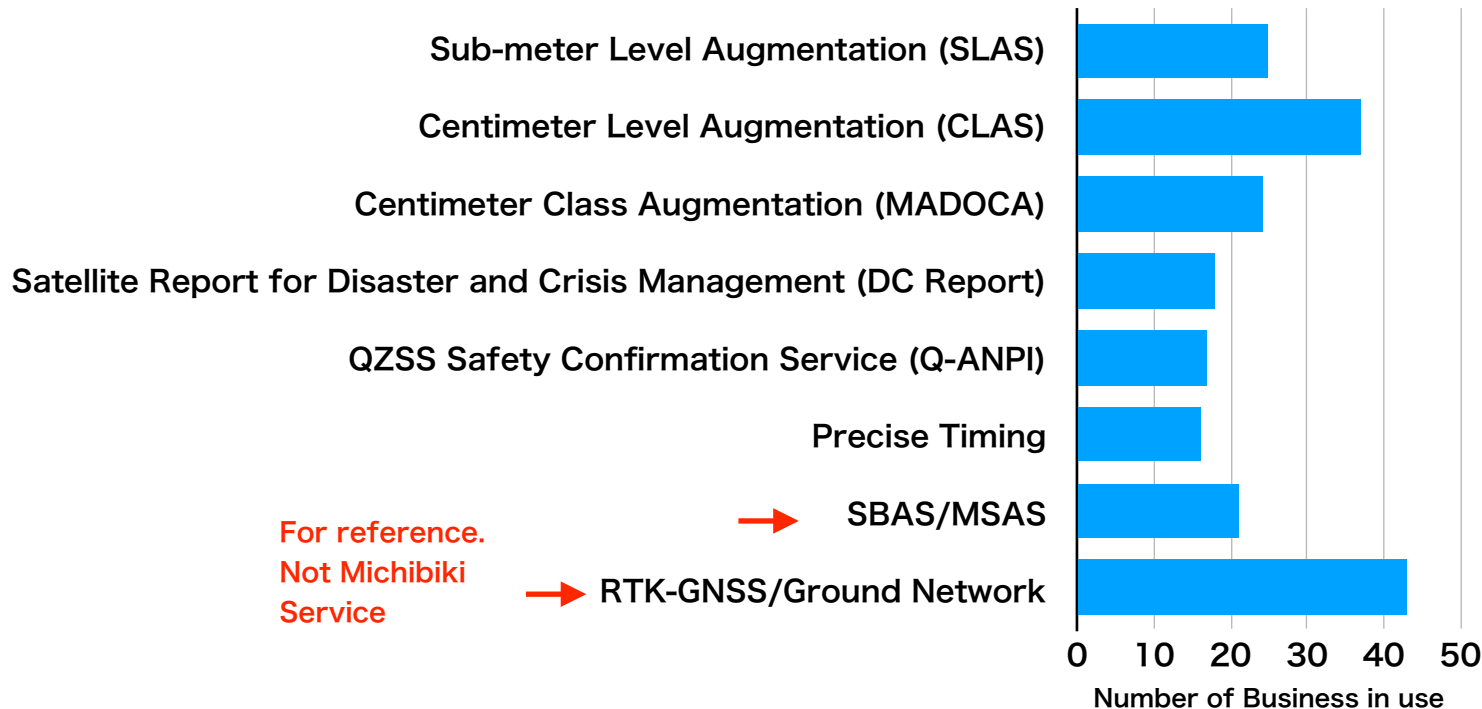 Sub-meter Level Augmentation (SLAS)
Centimeter Level Augmentation (CLAS)
Centimeter Class Augmentation (MADOCA)
Satellite Report for Disaster and Crisis Management (DC Report)
QZSS Safety Confirmation Service (Q-ANPI)
Precise Timing
SBAS/MSAS
For reference.
Not Michibiki
Service
RTK-GNSS/Ground Network
0 10 20 30 40 50
Number of Business in use